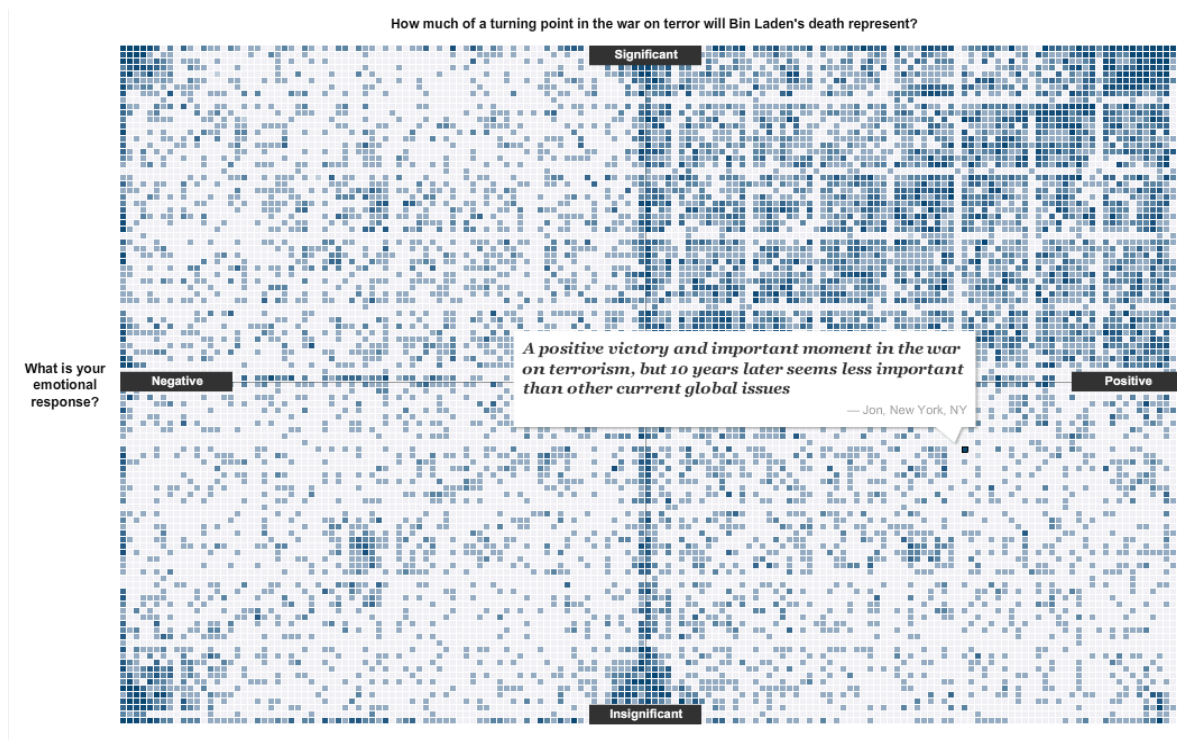 How much of a turning point in the war on terror will Bin Laden's death represent?
Significant
What is your
emotional
response?
Negative
Positive
A positive victory and important moment in the war
on terrorism, but 10 years later seems less important
than other current global issues
— Jon, New York, NY
Insignificant